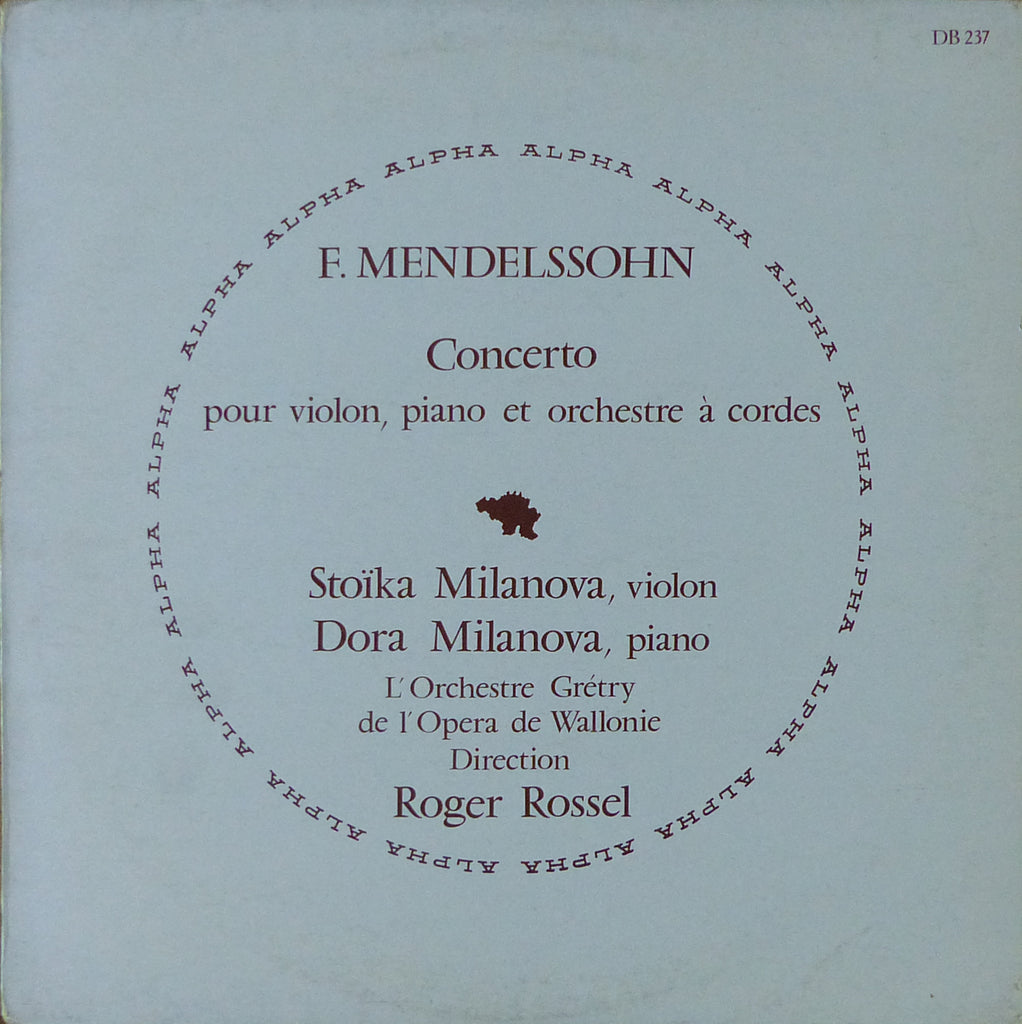 DB 237
ALPHA ALPHA ALPHA ALPHA ALPHA ALPHA ALPHA ALPHA ALPHA ALPHA ALPHA ALPHA ALPHA ALPHA ALPHA ALPHA
F. MENDELSSOHN
Concerto
pour violon, piano et orchestre à cordes
Stoïka Milanova, violon
Dora Milanova, piano
L'Orchestre Grétry
de l'Opera de Wallonie
Direction
Roger Rossel